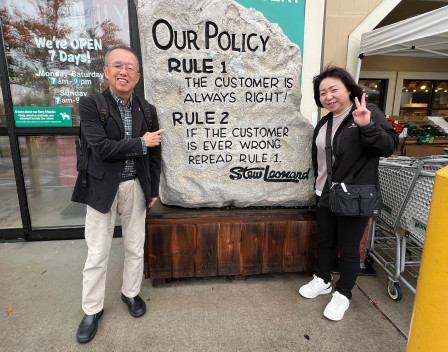 We're OPEN
7 Days!
Monday-Saturday
7am-9pm
Sunday
7am-
OUR POLICY
RULE 1
THE CUSTOMER IS
ALWAYS RIGHT!
RULE 2
IF THE CUSTOMER
IS EVER WRONG
REREAD RULE 1.
Stew Leonard